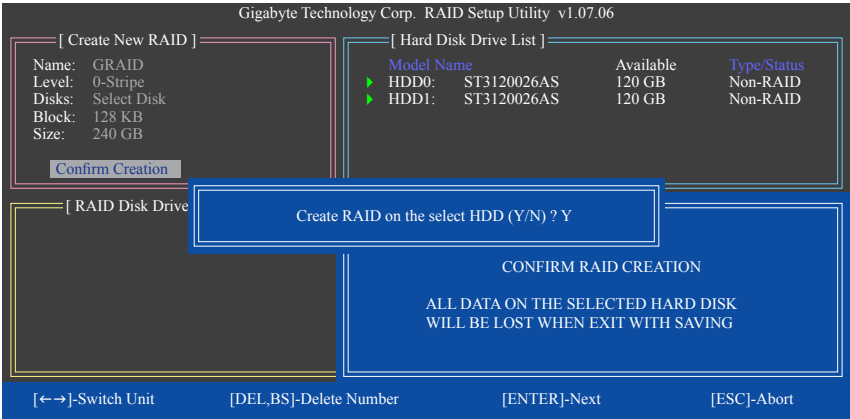 Gigabyte Technology Corp. RAID Setup Utility v1.07.06
[ Create New RAID ]
Name: GRAID
Level: 0-Stripe
Disks: Select Disk
Block: 128 KB
Size: 240 GB
Confirm Creation
[ Hard Disk Drive List ]
Model Name Available Type/Status
HDD0: ST3120026AS 120 GB Non-RAID
HDD1: ST3120026AS 120 GB Non-RAID
[ RAID Disk Drive
Create RAID on the select HDD (Y/N) ? Y
CONFIRM RAID CREATION
ALL DATA ON THE SELECTED HARD DISK
WILL BE LOST WHEN EXIT WITH SAVING
[←→]-Switch Unit [DEL,BS]-Delete Number [ENTER]-Next [ESC]-Abort